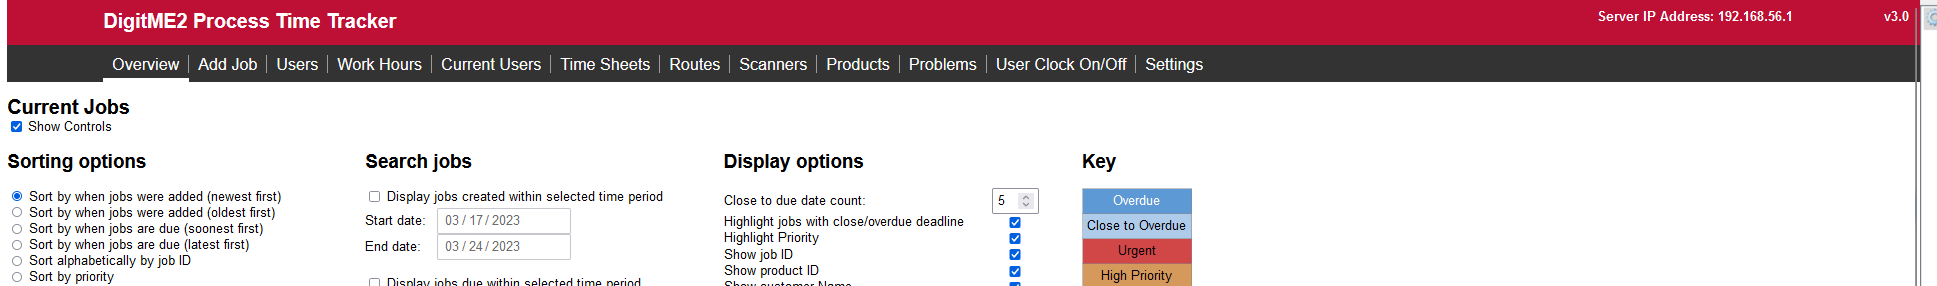 DigitME2 Process Time Tracker
Server IP Address: 192.168.56.1
v3.0
Overview
Add Job
Users
Work Hours
Current Users
Time Sheets
Routes
Scanners
Products
Problems
User Clock On/Off
Settings
Current Jobs
Show Controls
Sorting options
Sort by when jobs were added (newest first)
Sort by when jobs were added (oldest first)
Sort by when jobs are due (soonest first)
Sort by when jobs are due (latest first)
Sort alphabetically by job ID
Sort by priority
Search jobs
Display jobs created within selected time period
Start date: 03 / 17 / 2023
End date: 03 / 24 / 2023
Display jobs due within selected time period
Display options
Close to due date count: 5
Highlight jobs with close/overdue deadline
Highlight Priority
Show job ID
Show product ID
Show customer Name
Key
Overdue
Close to Overdue
Urgent
High Priority